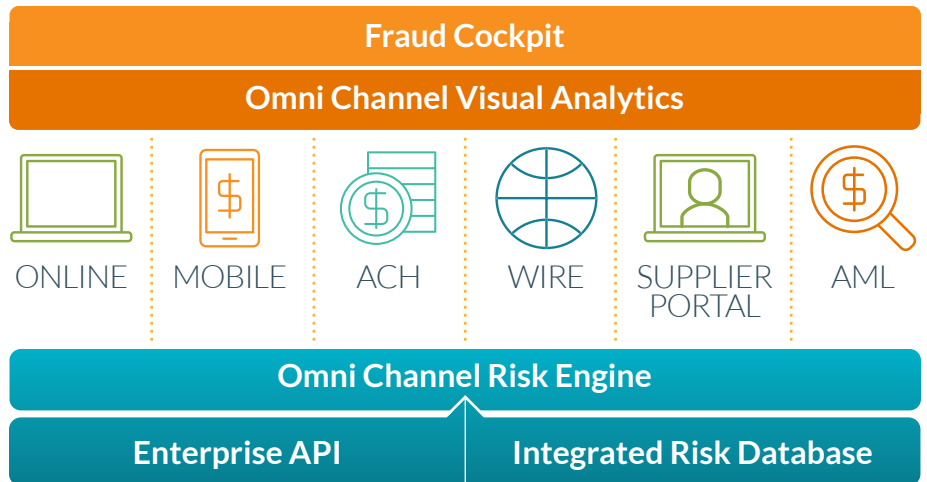 Fraud Cockpit
Omni Channel Visual Analytics
$
$
$
ONLINE
MOBILE
ACH
WIRE
SUPPLIER
PORTAL
AML
Omni Channel Risk Engine
Enterprise API
Integrated Risk Database